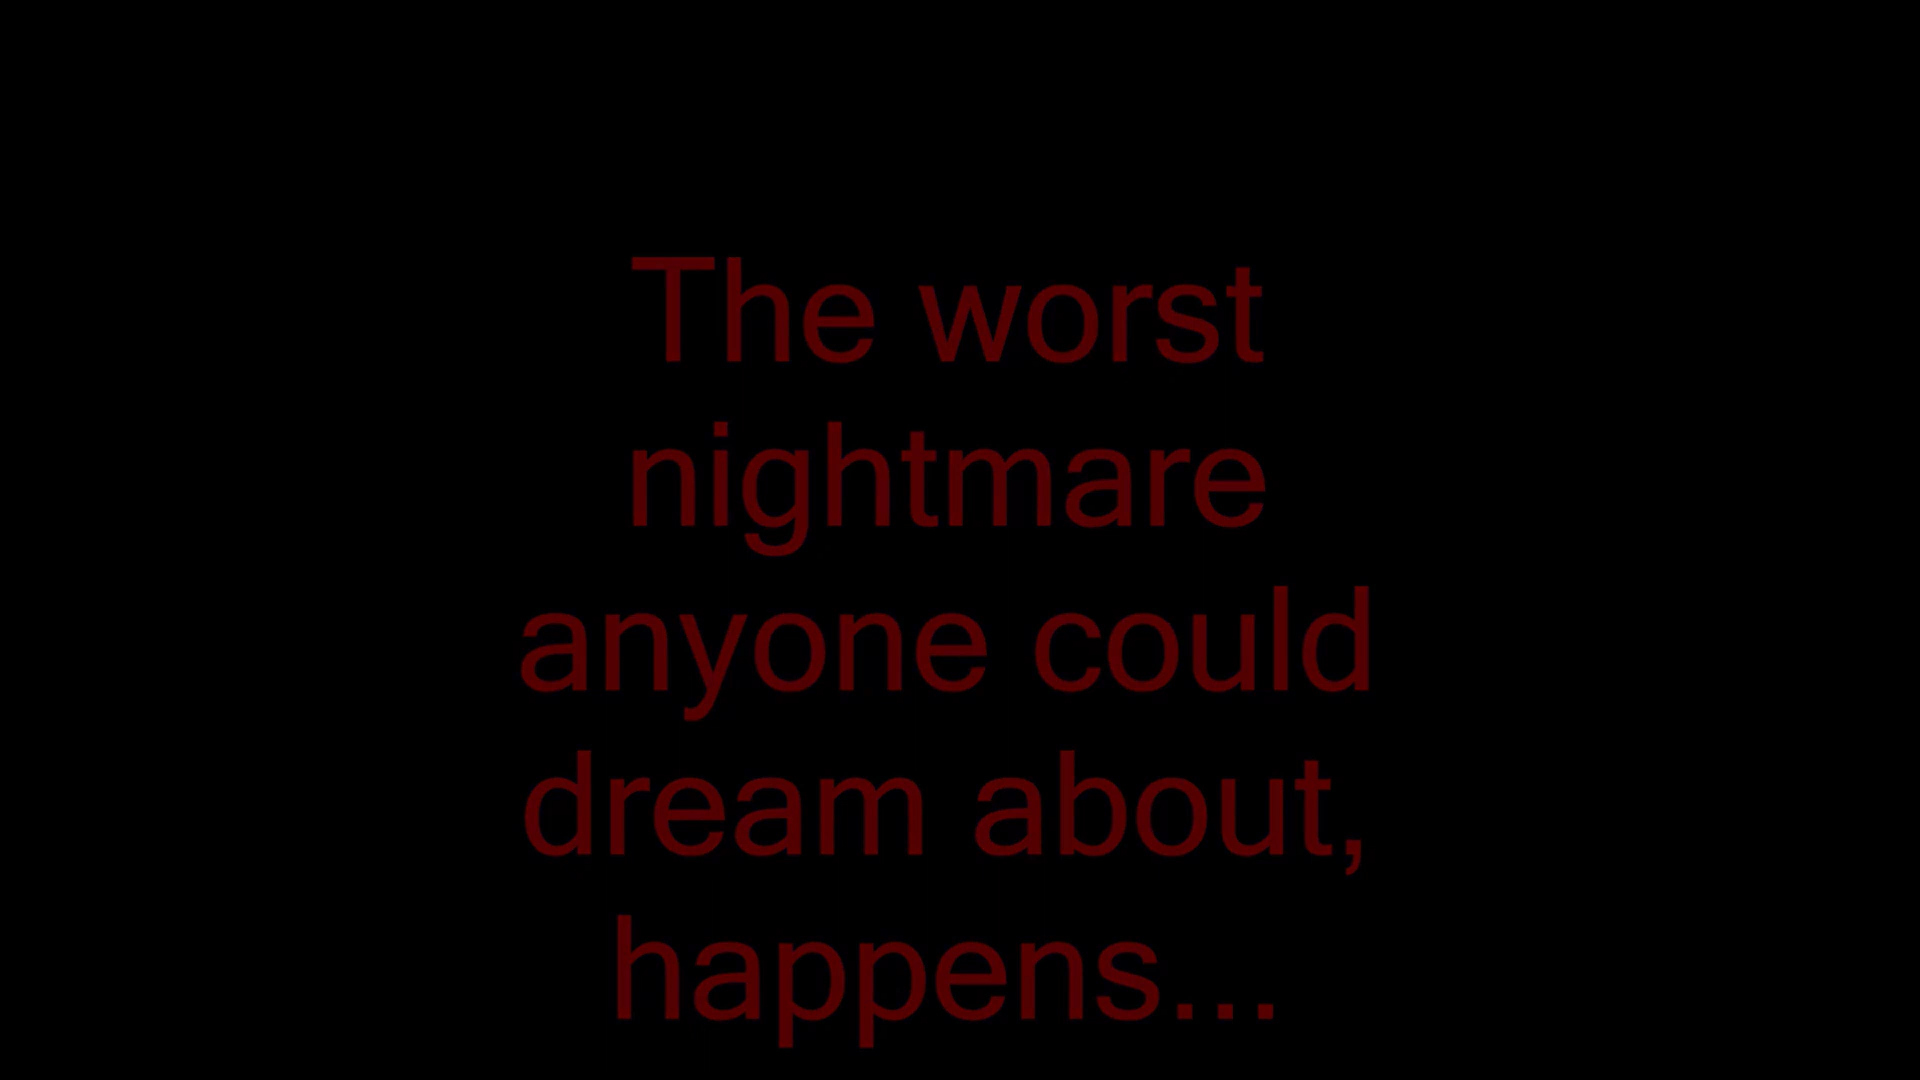 The worst
nightmare
anyone could
dream about,
happens...